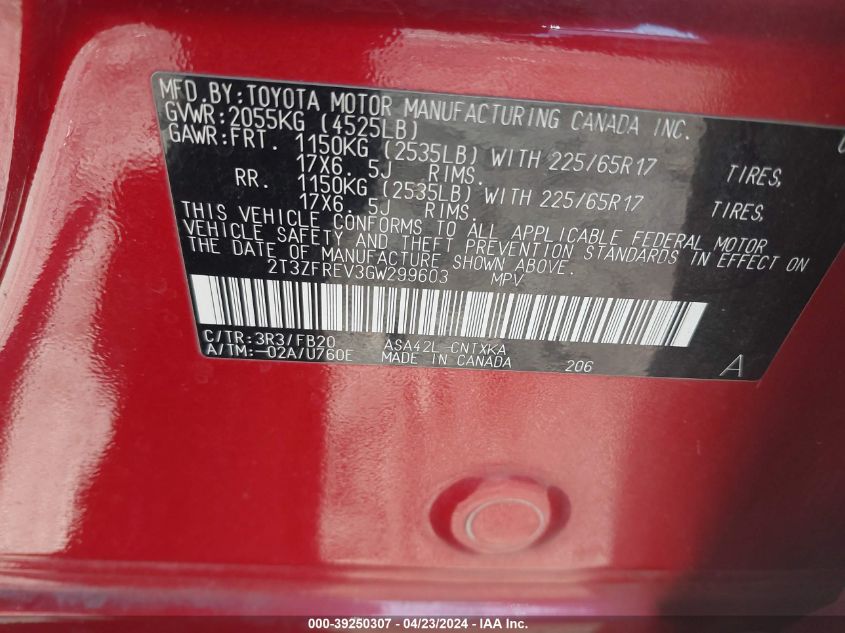 MFD.BY:TOYOTA MOTOR MANUFACTURING CANADA INC.
GVWR:2055KG (4525LB)
GAWR:FRT. 1150KG (2535LB) WITH 225/65R17 TIRES,
17X6. 5J RIMS.
RR. 1150KG (2535LB) WITH 225/65R17 TIRES,
17X6. 5J RIMS.
THIS VEHICLE CONFORMS TO ALL APPLICABLE FEDERAL MOTOR
VEHICLE SAFETY AND THEFT PREVENTION STANDARDS IN EFFECT ON
THE DATE OF MANUFACTURE SHOWN ABOVE.
2T3ZFREV3GW299603 MPV
C/TR:3R3/FB20 ASA42L-CNTXKA
A/TM:-02A/U760E MADE IN CANADA 206 A
000-39250307 - 04/23/2024 - IAA Inc.